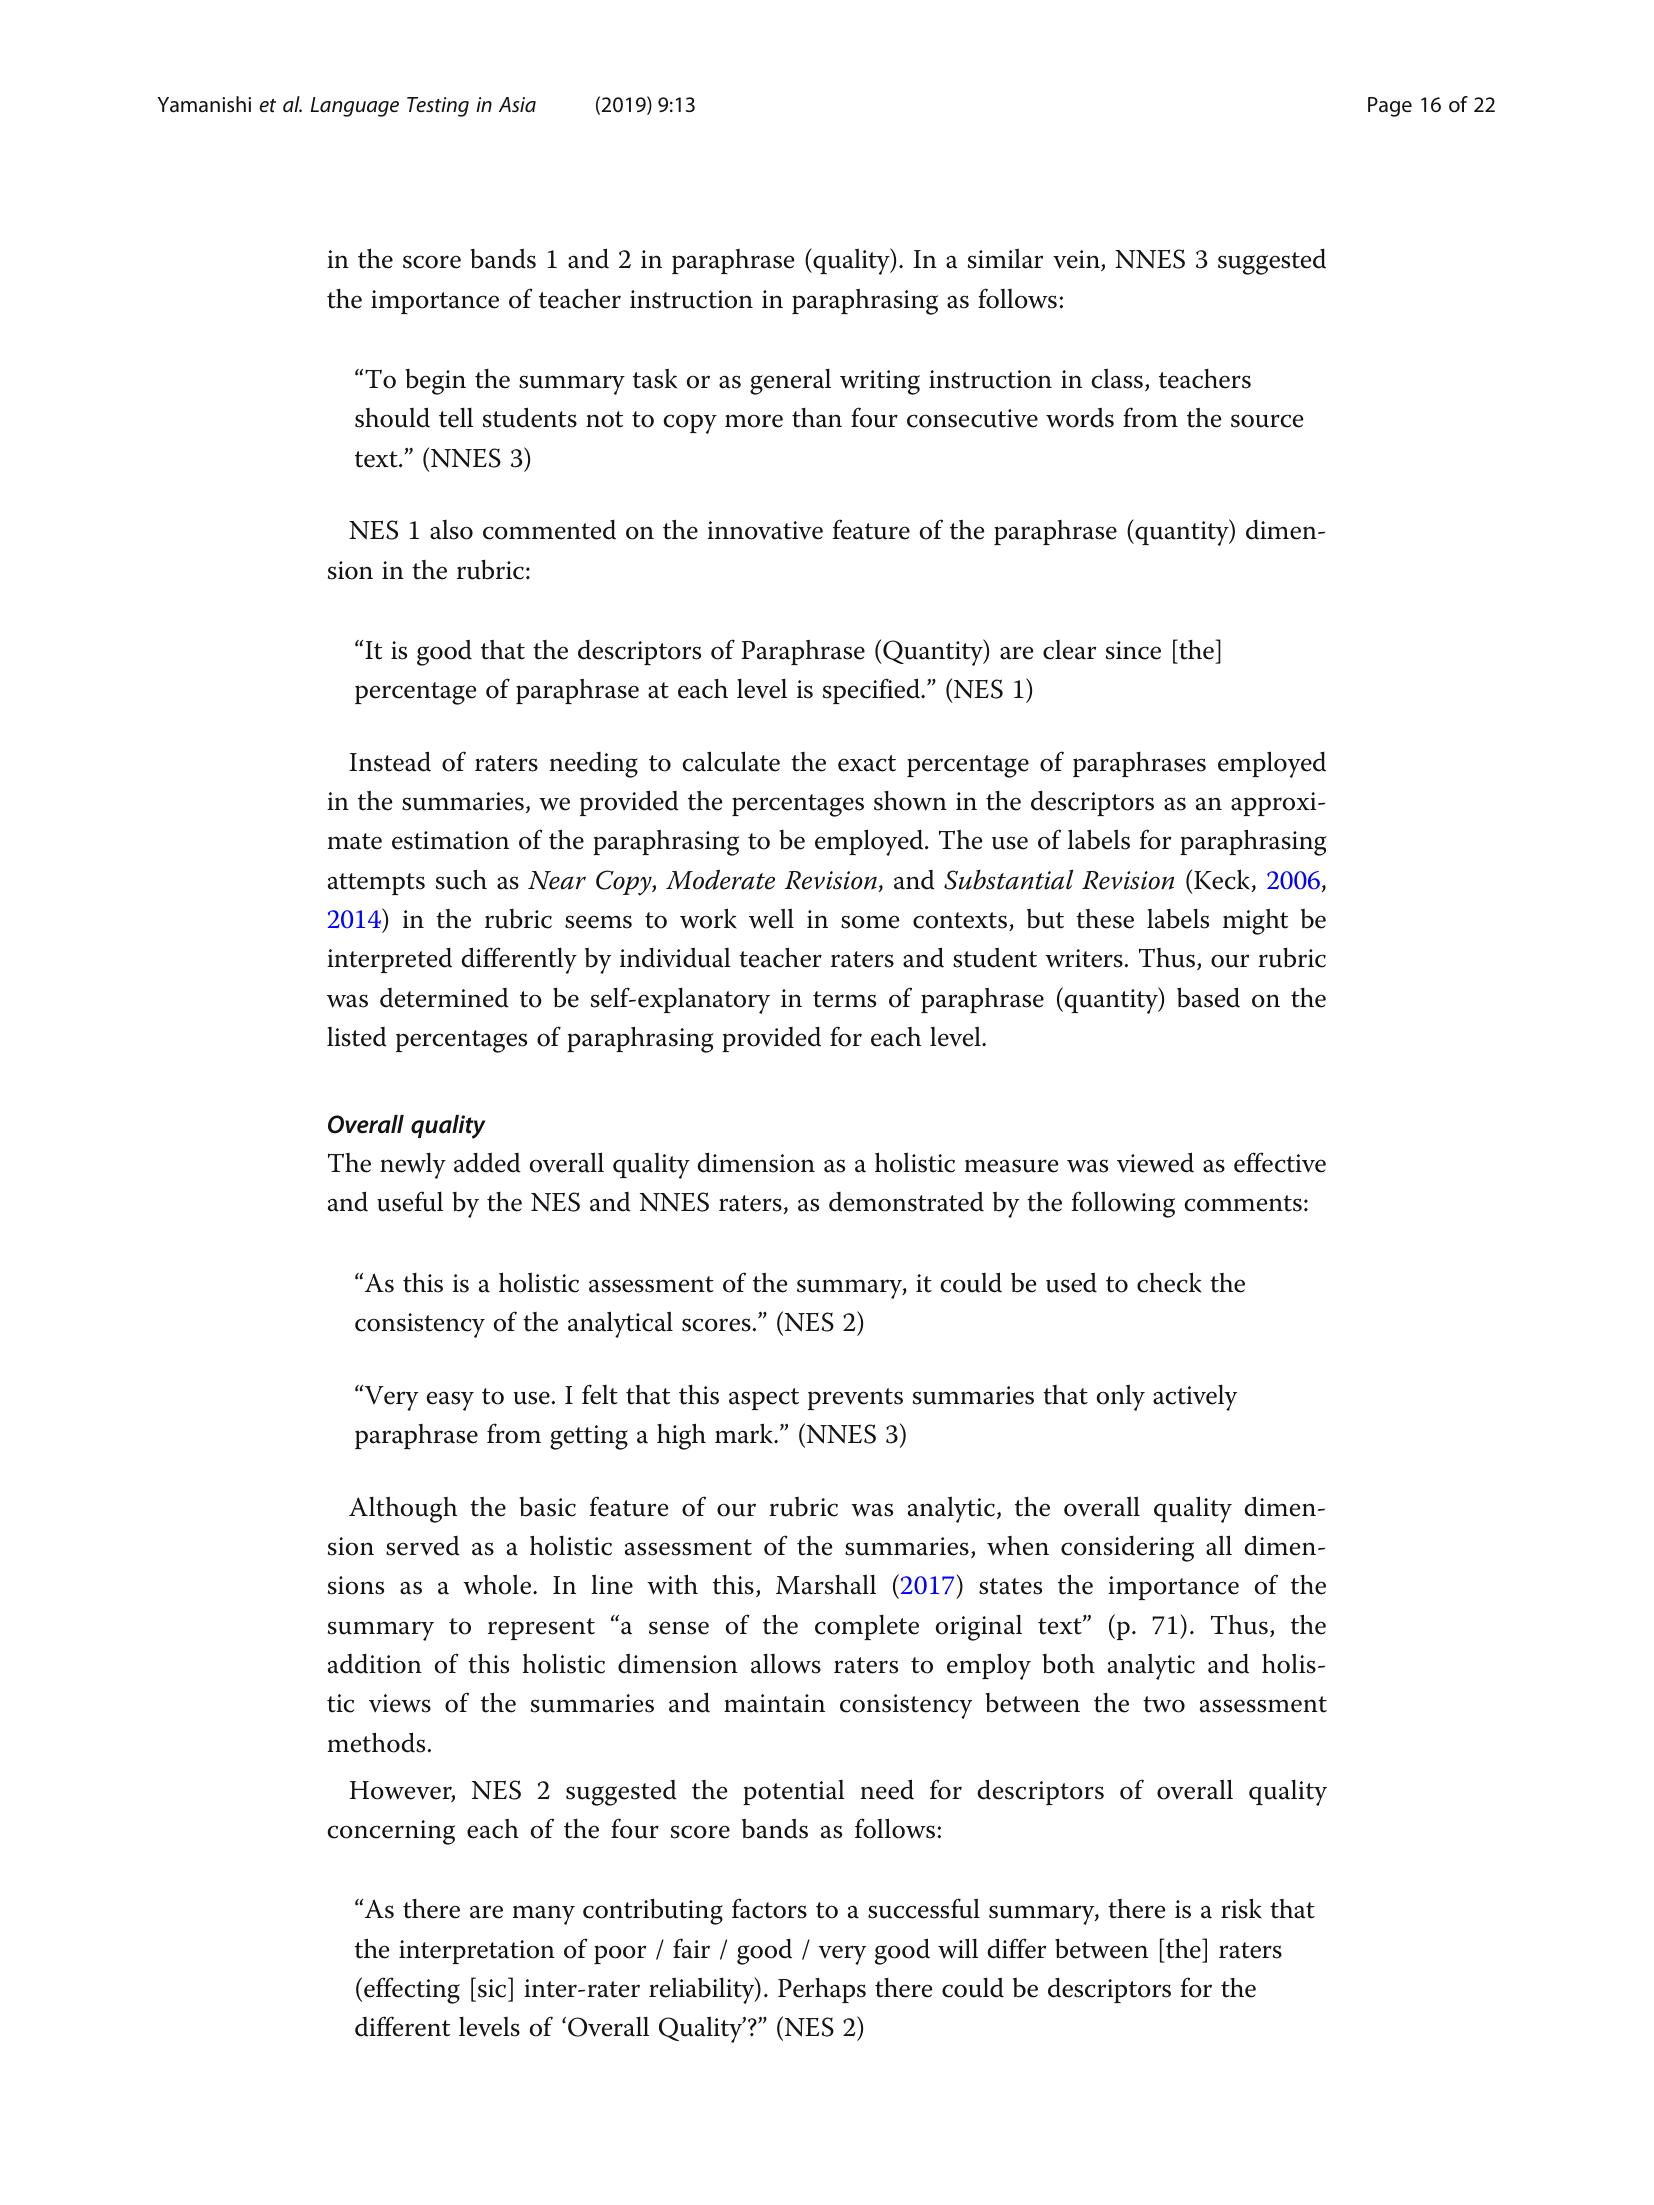 Yamanishi et al. Language Testing in Asia (2019) 9:13 Page 16 of 22
in the score bands 1 and 2 in paraphrase (quality). In a similar vein, NNES 3 suggested
the importance of teacher instruction in paraphrasing as follows:
“To begin the summary task or as general writing instruction in class, teachers
should tell students not to copy more than four consecutive words from the source
text.” (NNES 3)
NES 1 also commented on the innovative feature of the paraphrase (quantity) dimen-
sion in the rubric:
“It is good that the descriptors of Paraphrase (Quantity) are clear since [the]
percentage of paraphrase at each level is specified.” (NES 1)
Instead of raters needing to calculate the exact percentage of paraphrases employed
in the summaries, we provided the percentages shown in the descriptors as an approxi-
mate estimation of the paraphrasing to be employed. The use of labels for paraphrasing
attempts such as Near Copy, Moderate Revision, and Substantial Revision (Keck, 2006,
2014) in the rubric seems to work well in some contexts, but these labels might be
interpreted differently by individual teacher raters and student writers. Thus, our rubric
was determined to be self-explanatory in terms of paraphrase (quantity) based on the
listed percentages of paraphrasing provided for each level.
Overall quality
The newly added overall quality dimension as a holistic measure was viewed as effective
and useful by the NES and NNES raters, as demonstrated by the following comments:
“As this is a holistic assessment of the summary, it could be used to check the
consistency of the analytical scores.” (NES 2)
“Very easy to use. I felt that this aspect prevents summaries that only actively
paraphrase from getting a high mark.” (NNES 3)
Although the basic feature of our rubric was analytic, the overall quality dimen-
sion served as a holistic assessment of the summaries, when considering all dimen-
sions as a whole. In line with this, Marshall (2017) states the importance of the
summary to represent “a sense of the complete original text” (p. 71). Thus, the
addition of this holistic dimension allows raters to employ both analytic and holis-
tic views of the summaries and maintain consistency between the two assessment
methods.
However, NES 2 suggested the potential need for descriptors of overall quality
concerning each of the four score bands as follows:
“As there are many contributing factors to a successful summary, there is a risk that
the interpretation of poor / fair / good / very good will differ between [the] raters
(effecting [sic] inter-rater reliability). Perhaps there could be descriptors for the
different levels of ‘Overall Quality’?” (NES 2)